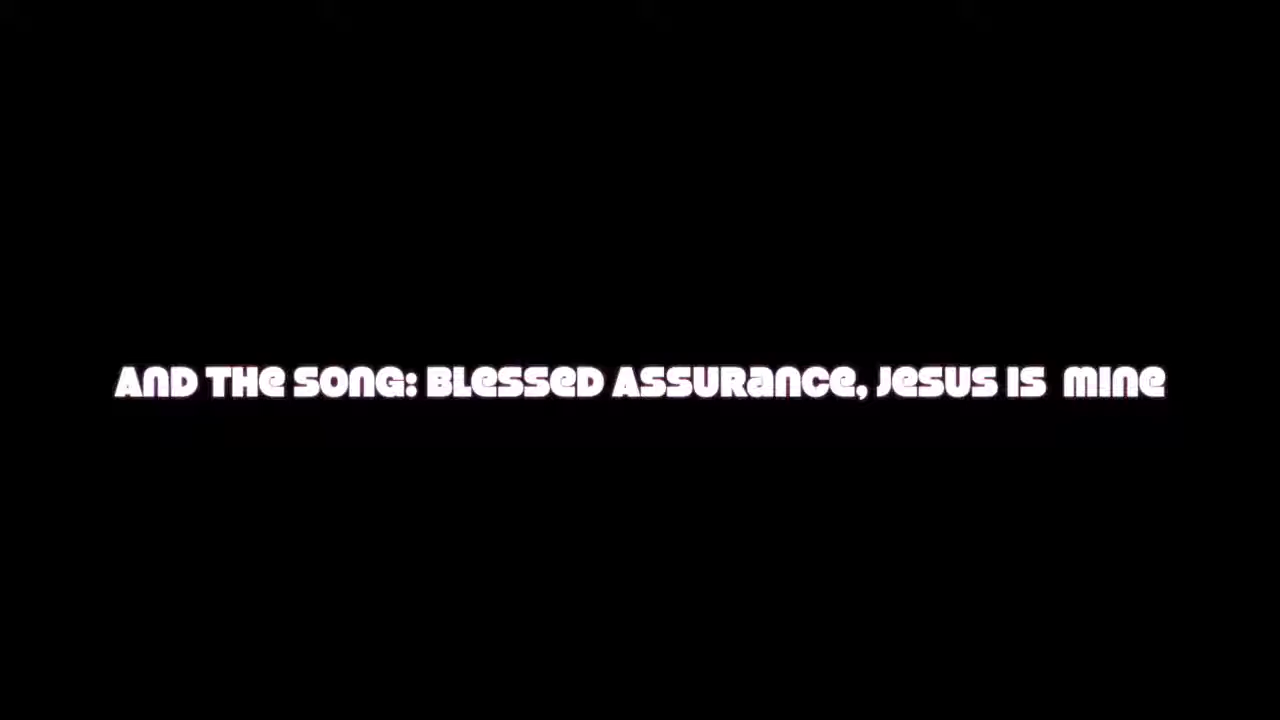 AND THE SONG: BLESSED ASSURANCE, JESUS IS  MINE